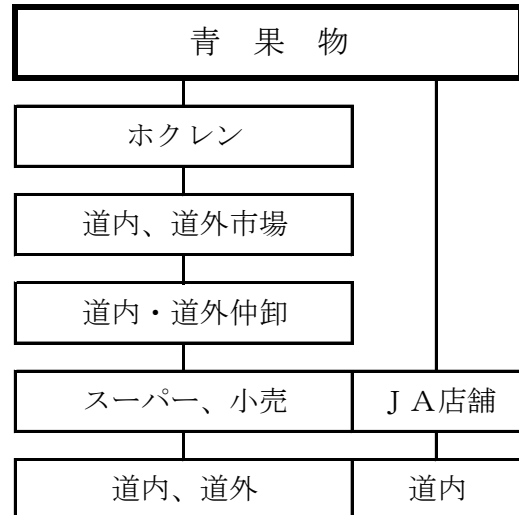 青　果　物
ホクレン
道内、道外市場
道内・道外仲卸
スーパー、小売
ＪＡ店舗
道内、道外
道内